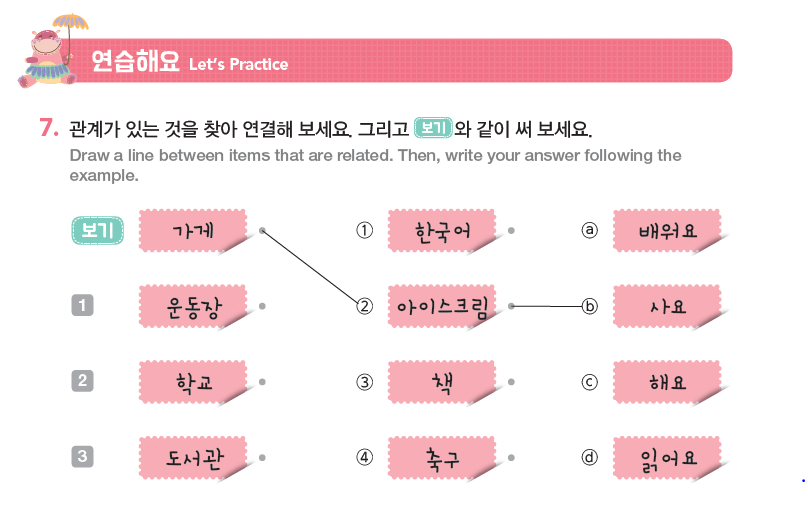 연습해요 Let's Practice
7. 관계가 있는 것을 찾아 연결해 보세요. 그리고 보기 와 같이 써 보세요.
Draw a line between items that are related. Then, write your answer following the
example.
보기 가게 ① 한국어 ⓐ 배워요
1 운동장 ② 아이스크림 ⓑ 사요
2 학교 ③ 책 ⓒ 해요
3 도서관 ④ 축구 ⓓ 읽어요